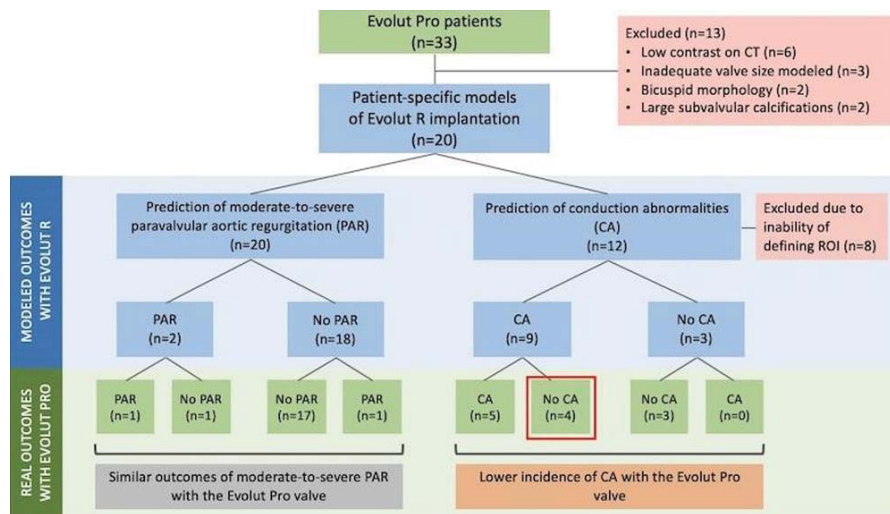 Evolut Pro patients
(n=33)
Excluded (n=13)
• Low contrast on CT (n=6)
• Inadequate valve size modeled (n=3)
• Bicuspid morphology (n=2)
• Large subvalvular calcifications (n=2)
Patient-specific models
of Evolut R implantation
(n=20)
MODELED OUTCOMES
WITH EVOLUT R
Prediction of moderate-to-severe
paravalvular aortic regurgitation (PAR)
(n=20)
Prediction of conduction abnormalities
(CA)
(n=12)
Excluded due to
inability of
defining ROI (n=8)
PAR
(n=2)
No PAR
(n=18)
CA
(n=9)
No CA
(n=3)
REAL OUTCOMES
WITH EVOLUT PRO
PAR
(n=1)
No PAR
(n=1)
No PAR
(n=17)
PAR
(n=1)
CA
(n=5)
No CA
(n=4)
No CA
(n=3)
CA
(n=0)
Similar outcomes of moderate-to-severe PAR
with the Evolut Pro valve
Lower incidence of CA with the Evolut Pro
valve